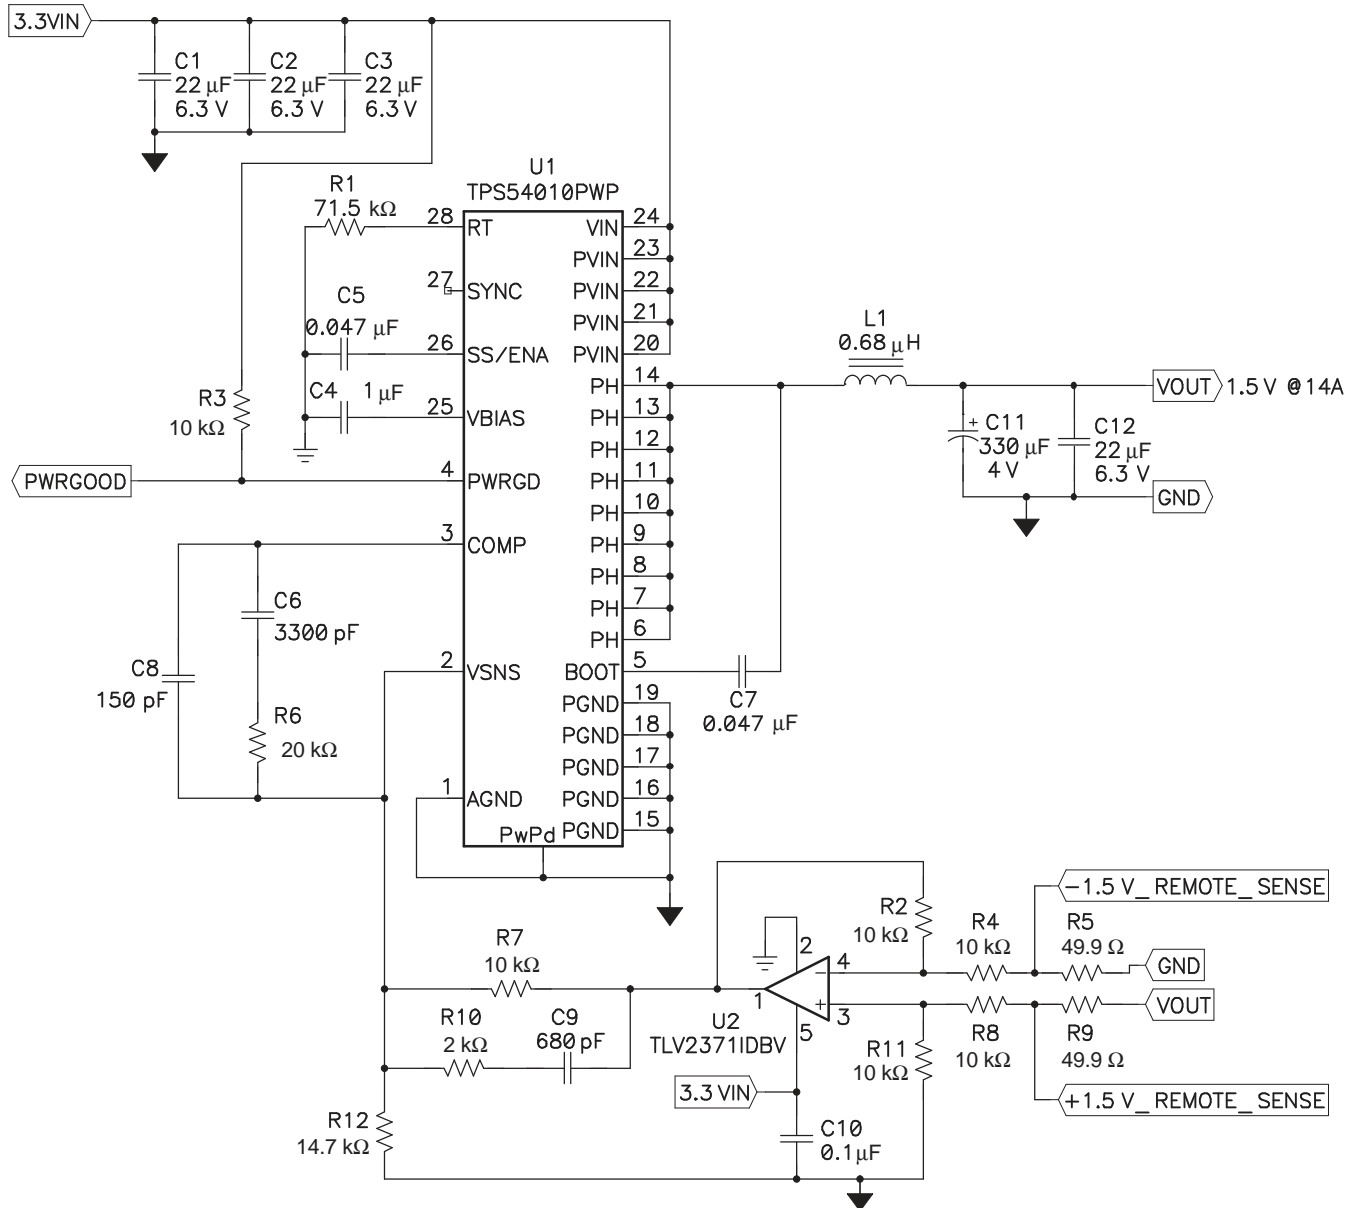 3.3VIN
C1
22 µF
6.3 V
C2
22 µF
6.3 V
C3
22 µF
6.3 V
U1
TPS54010PWP
R1
71.5 kΩ
28
RT
27
SYNC
C5
0.047 µF
26
SS/ENA
C4
1 µF
25
VBIAS
R3
10 kΩ
PWRGOOD
4
PWRGD
3
COMP
C6
3300 pF
C8
150 pF
R6
20 kΩ
2
VSNS
1
AGND
PwPd
VIN
24
PVIN
23
PVIN
22
PVIN
21
PVIN
20
PH
14
PH
13
PH
12
PH
11
PH
10
PH
9
PH
8
PH
7
PH
6
BOOT
5
PGND
19
PGND
18
PGND
17
PGND
16
PGND
15
L1
0.68 µH
VOUT
1.5 V @14A
+
C11
330 µF
4 V
C12
22 µF
6.3 V
GND
C7
0.047 µF
R7
10 kΩ
R10
2 kΩ
C9
680 pF
R12
14.7 kΩ
U2
TLV2371IDBV
1
2
4
−
+
3
5
3.3 VIN
C10
0.1µF
R2
10 kΩ
R4
10 kΩ
R5
49.9 Ω
−1.5 V_REMOTE_SENSE
GND
VOUT
R11
10 kΩ
R8
10 kΩ
R9
49.9 Ω
+1.5 V_REMOTE_SENSE